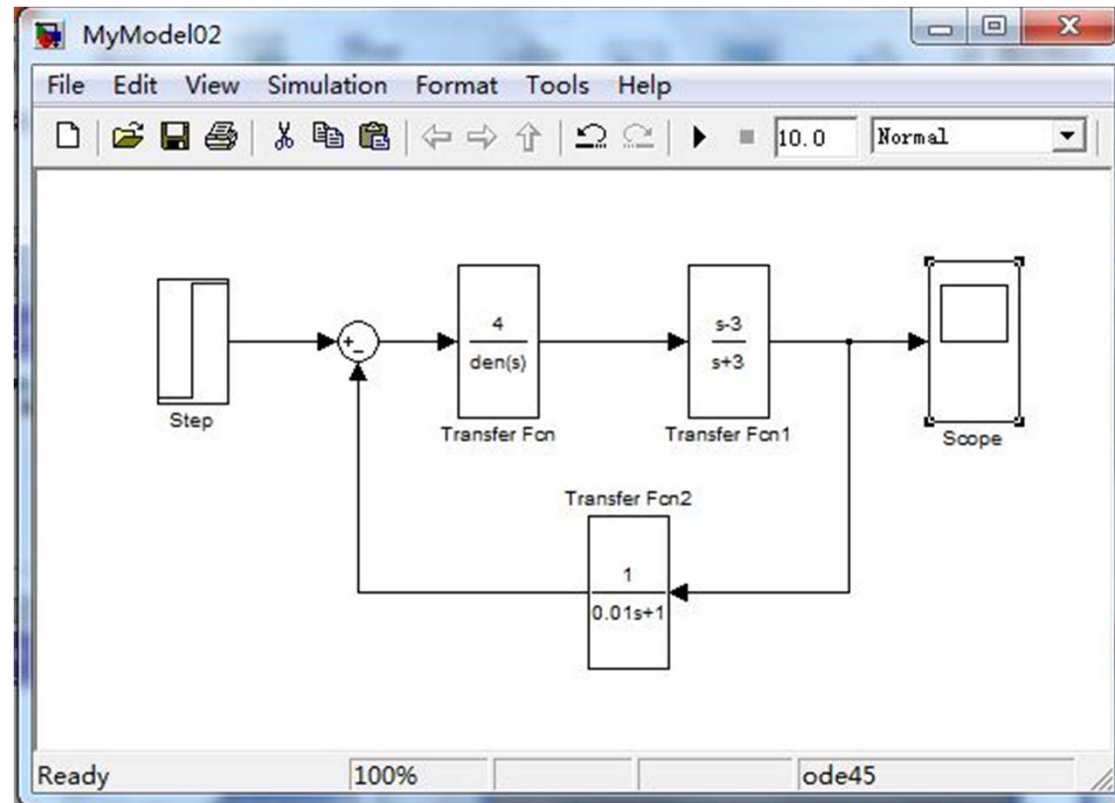 MyModel02
File Edit View Simulation Format Tools Help
10.0 Normal
4
den(s)
s-3
s+3
+
−
Step
Transfer Fcn
Transfer Fcn1
Scope
Transfer Fcn2
1
0.01s+1
Ready 100% ode45